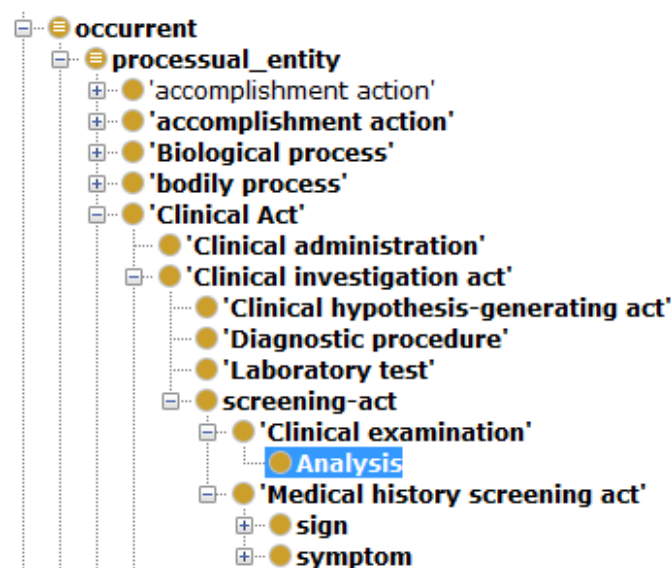 occurrent
processual_entity
'accomplishment action'
'accomplishment action'
'Biological process'
'bodily process'
'Clinical Act'
'Clinical administration'
'Clinical investigation act'
'Clinical hypothesis-generating act'
'Diagnostic procedure'
'Laboratory test'
screening-act
'Clinical examination'
Analysis
'Medical history screening act'
sign
symptom